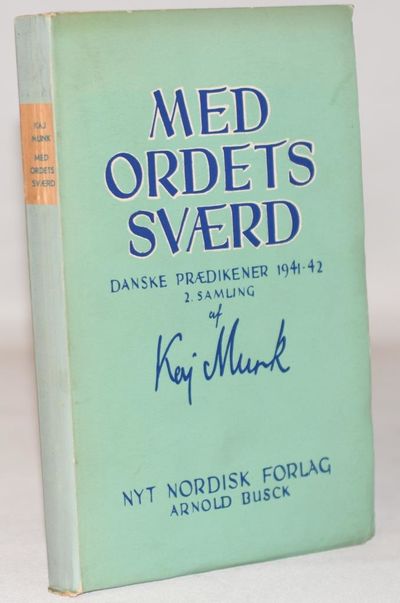 KAJ
MUNK
MED
ORDETS
SVÆRD
MED
ORDETS
SVÆRD
DANSKE PRÆDIKENER 1941-42
2. SAMLING
af
Kaj Munk
NYT NORDISK FORLAG
ARNOLD BUSCK